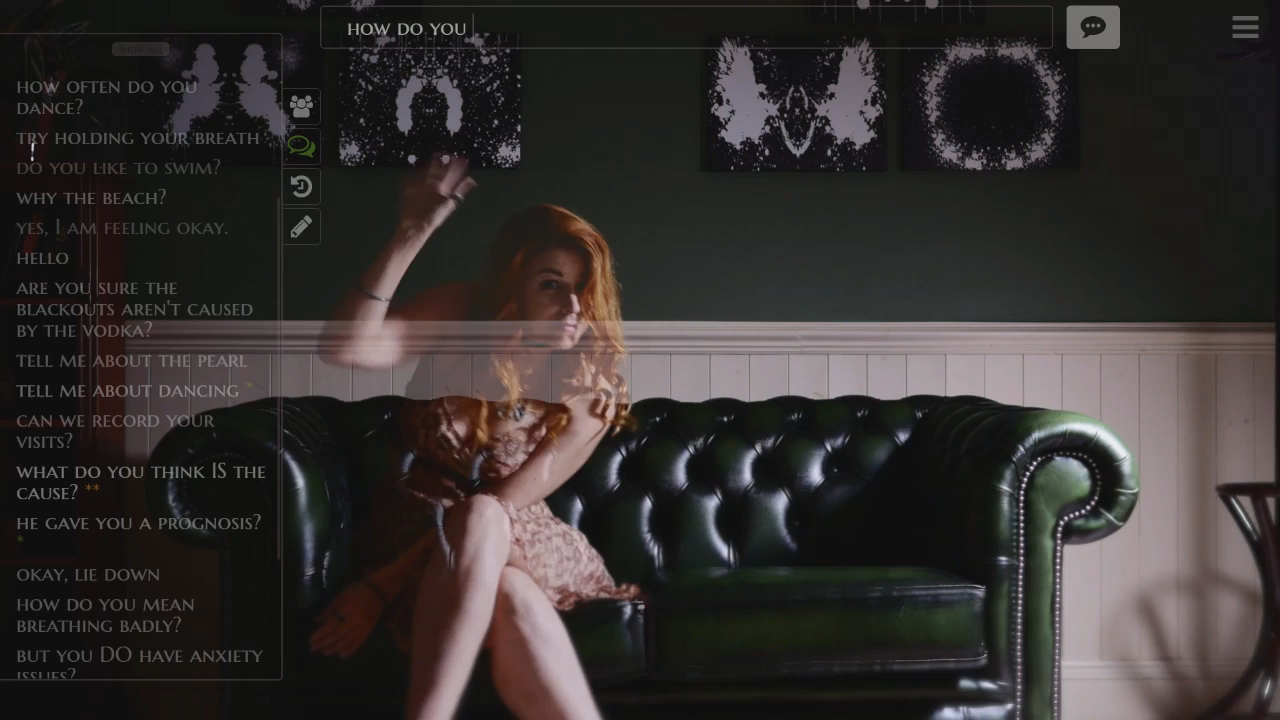 HOW DO YOU
SHOW ALL
HOW OFTEN DO YOU
DANCE?
TRY HOLDING YOUR BREATH
!
DO YOU LIKE TO SWIM?
WHY THE BEACH?
YES, I AM FEELING OKAY.
HELLO
ARE YOU SURE THE
BLACKOUTS AREN'T CAUSED
BY THE VODKA?
TELL ME ABOUT THE PEARL
TELL ME ABOUT DANCING *
CAN WE RECORD YOUR
VISITS?
WHAT DO YOU THINK IS THE
CAUSE? **
HE GAVE YOU A PROGNOSIS?
*
OKAY, LIE DOWN
HOW DO YOU MEAN
BREATHING BADLY?
BUT YOU DO HAVE ANXIETY
ISSUES?